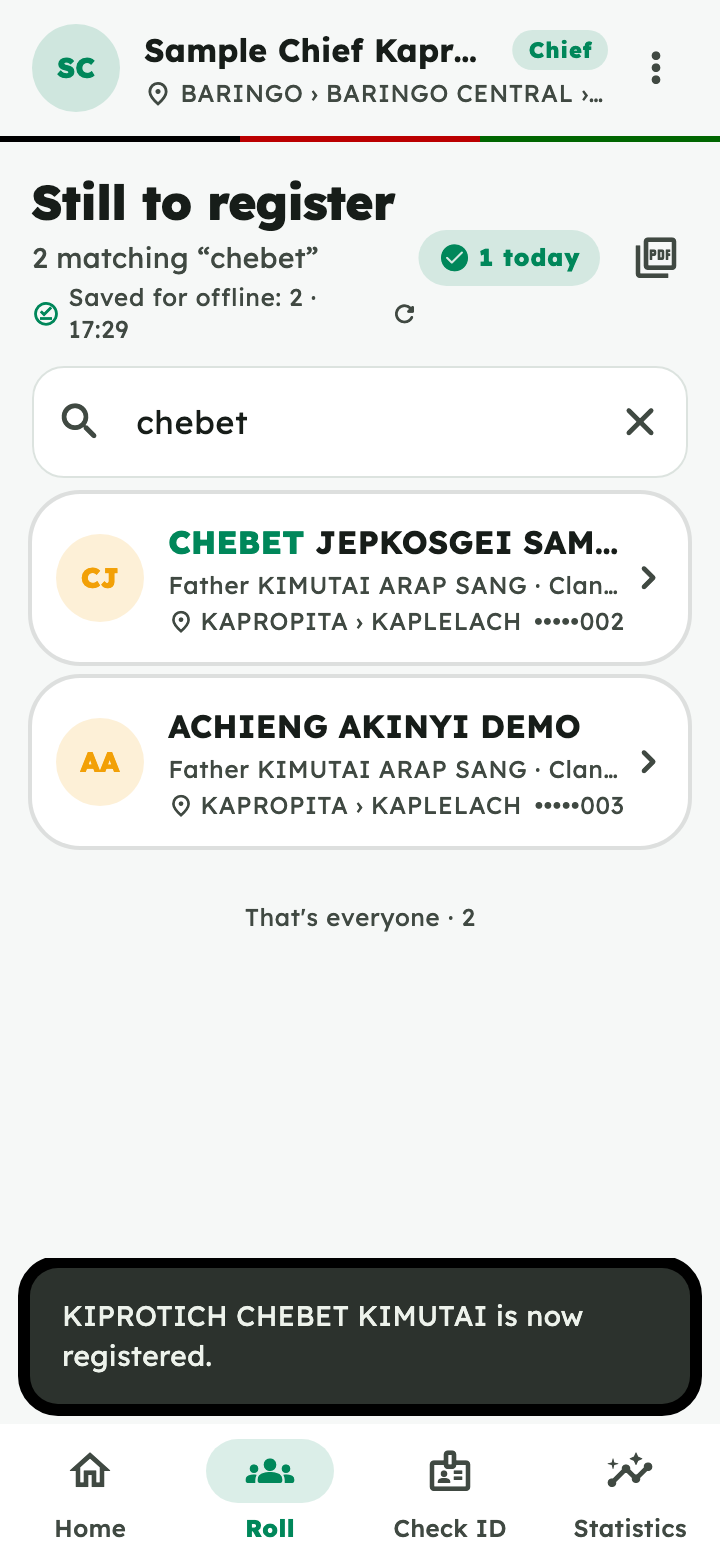 SC
Sample Chief Kapr...
Chief
BARINGO › BARINGO CENTRAL ›...
Still to register
2 matching “chebet”
1 today
PDF
Saved for offline: 2 ·
17:29
chebet
CJ
CHEBET JEPKOSGEI SAM...
Father KIMUTAI ARAP SANG · Clan...
KAPROPITA › KAPLELACH •••••002
AA
ACHIENG AKINYI DEMO
Father KIMUTAI ARAP SANG · Clan...
KAPROPITA › KAPLELACH •••••003
That's everyone · 2
KIPROTICH CHEBET KIMUTAI is now
registered.
Home
Roll
Check ID
Statistics